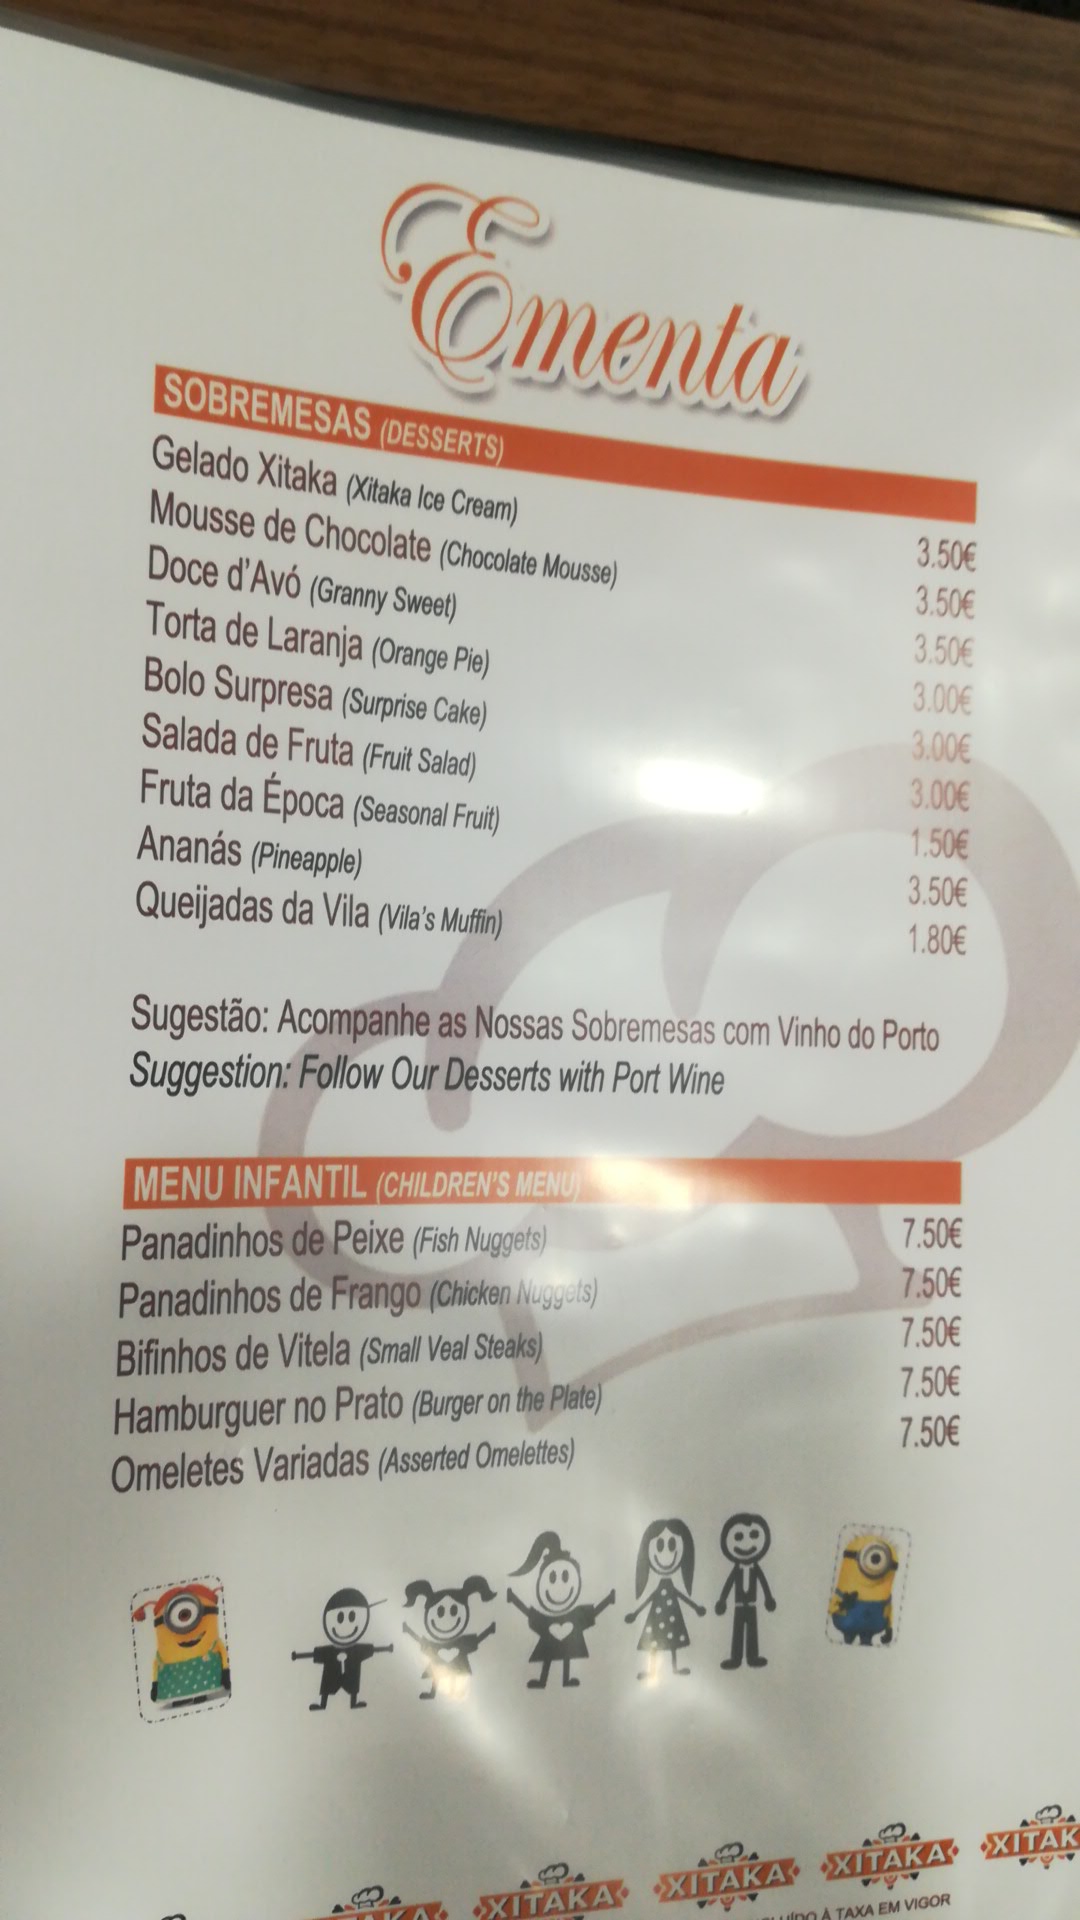 Ementa
SOBREMESAS (DESSERTS)
Gelado Xitaka (Xitaka Ice Cream) 3.50€
Mousse de Chocolate (Chocolate Mousse) 3.50€
Doce d'Avó (Granny Sweet) 3.50€
Torta de Laranja (Orange Pie) 3.00€
Bolo Surpresa (Surprise Cake) 3.00€
Salada de Fruta (Fruit Salad) 3.00€
Fruta da Época (Seasonal Fruit) 1.50€
Ananás (Pineapple) 3.50€
Queijadas da Vila (Vila's Muffin) 1.80€
Sugestão: Acompanhe as Nossas Sobremesas com Vinho do Porto
Suggestion: Follow Our Desserts with Port Wine
MENU INFANTIL (CHILDREN'S MENU)
Panadinhos de Peixe (Fish Nuggets) 7.50€
Panadinhos de Frango (Chicken Nuggets) 7.50€
Bifinhos de Vitela (Small Veal Steaks) 7.50€
Hamburguer no Prato (Burger on the Plate) 7.50€
Omeletes Variadas (Asserted Omelettes) 7.50€
XITAKA XITAKA XITAKA XITAK
À TAXA EM VIGOR